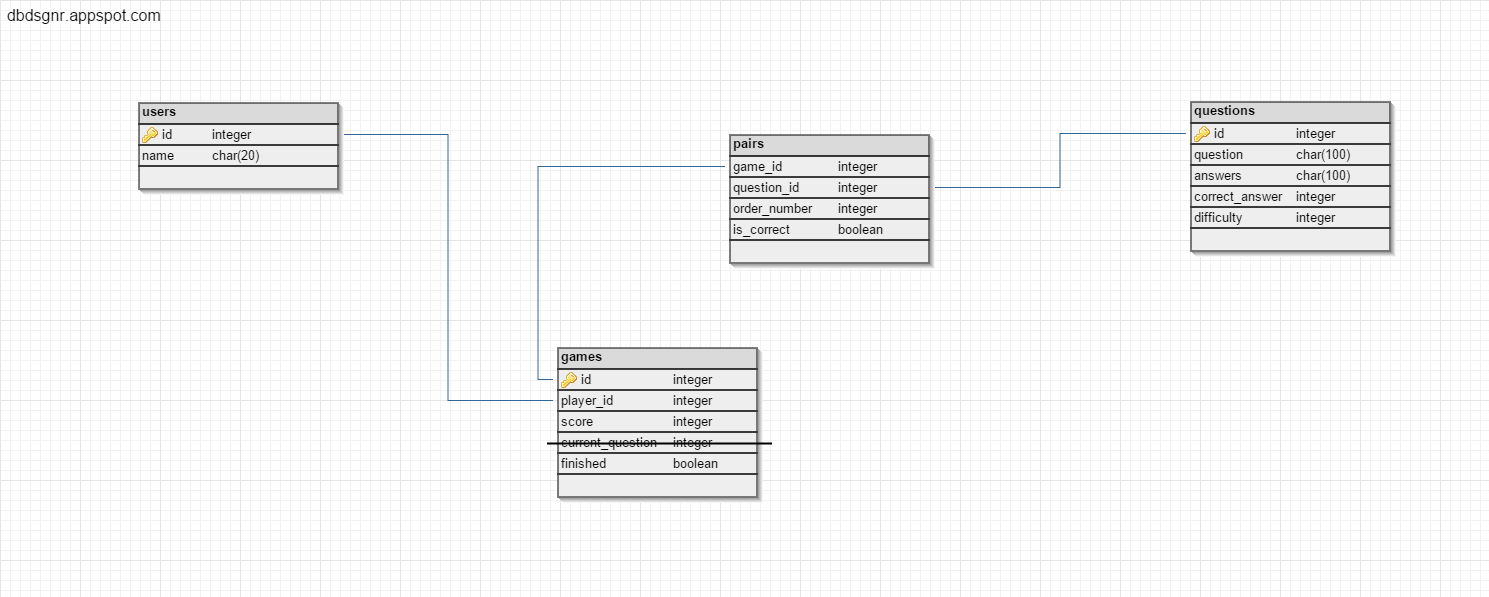 dbdsgnr.appspot.com
users
id integer
name char(20)
pairs
game_id integer
question_id integer
order_number integer
is_correct boolean
questions
id integer
question char(100)
answers char(100)
correct_answer integer
difficulty integer
games
id integer
player_id integer
score integer
current_question integer
finished boolean